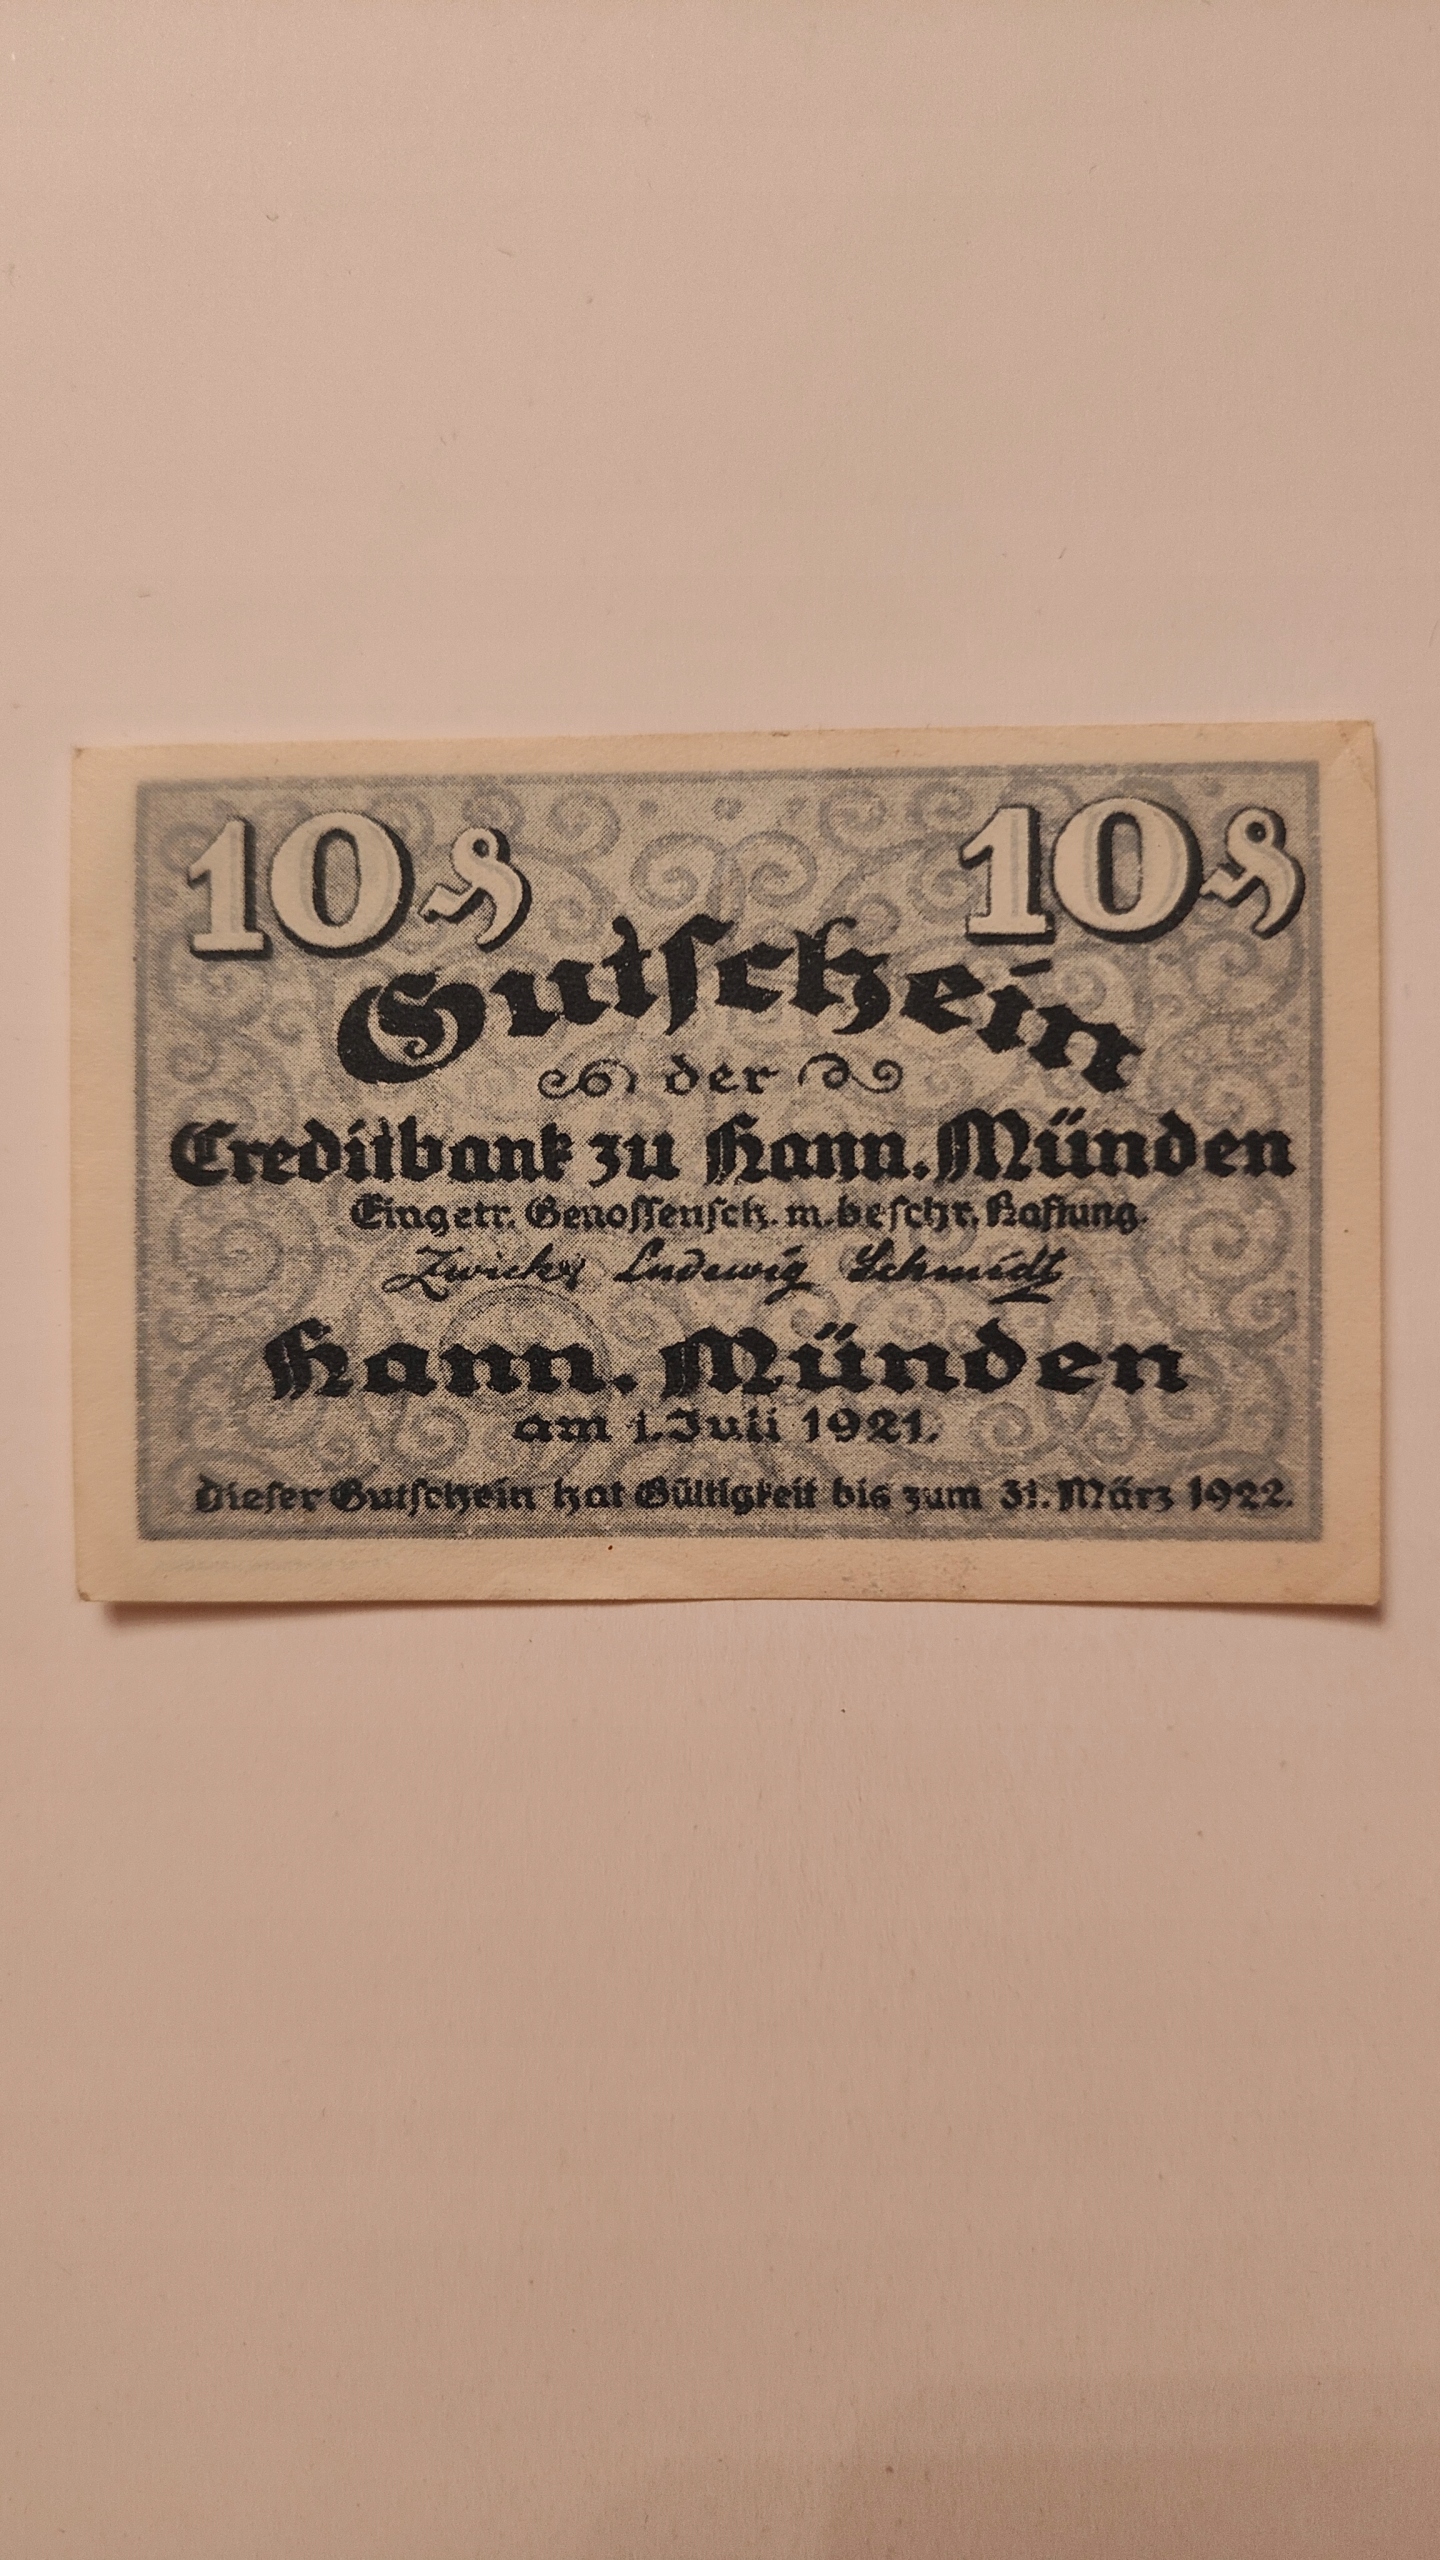 10 ₰ 10 ₰
Gutschein
der
Creditbank zu Hann. Münden
Eingetr. Genossensch. m. beschr. Haftung.
Ludewig Schmidt
Hann. Münden
am 1. Juli 1921.
Dieser Gutschein hat Gültigkeit bis zum 31. März 1922.